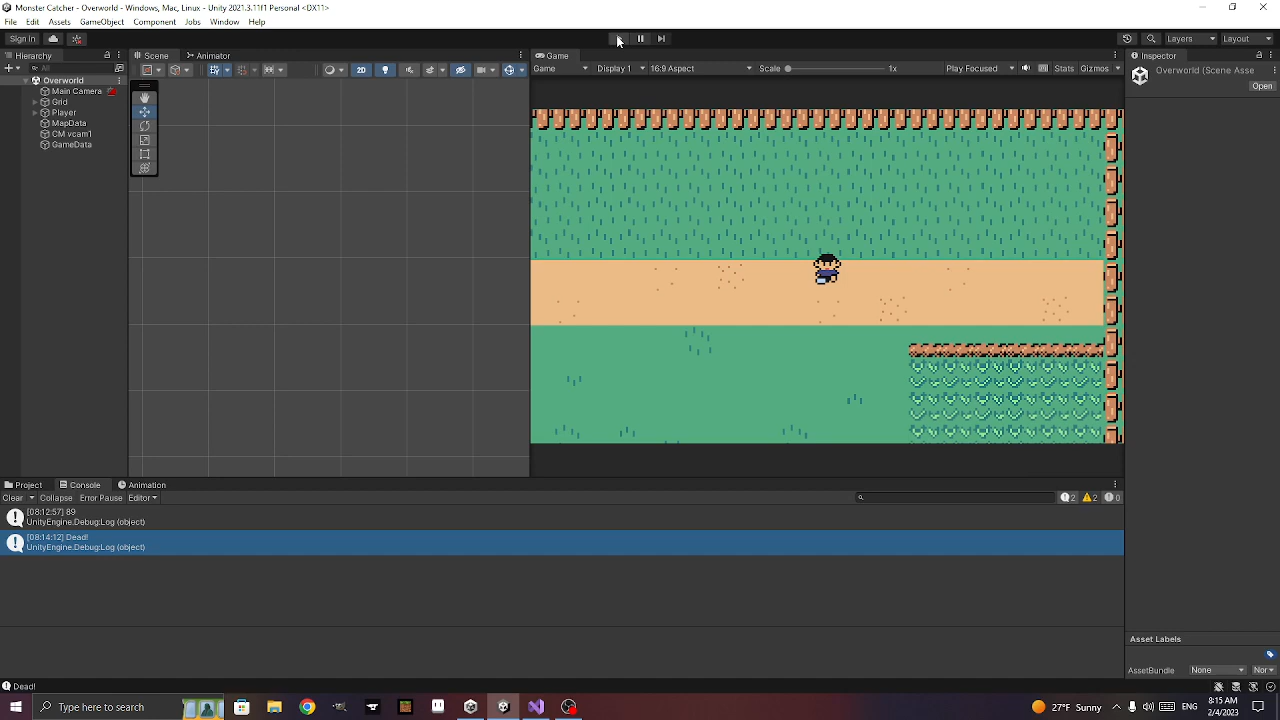 Monster Catcher - Overworld - Windows, Mac, Linux - Unity 2021.3.11f1 Personal <DX11>
File Edit Assets GameObject Component Jobs Window Help
Sign in
Layers Layout
Hierarchy
Scene Animator
Game
Inspector
All
2D
Game Display 1 16:9 Aspect Scale 1x Play Focused Stats Gizmos
Overworld (Scene Asse
Open
Overworld
Main Camera
Grid
Player
MapData
CM vcam1
GameData
Project Console Animation
Clear Collapse Error Pause Editor
2 2 0
[08:12:57] 89
UnityEngine.Debug:Log (object)
[08:14:12] Dead!
UnityEngine.Debug:Log (object)
Asset Labels
AssetBundle None Nor
Dead!
Type here to search
27°F Sunny
8:15 AM
2/4/2023